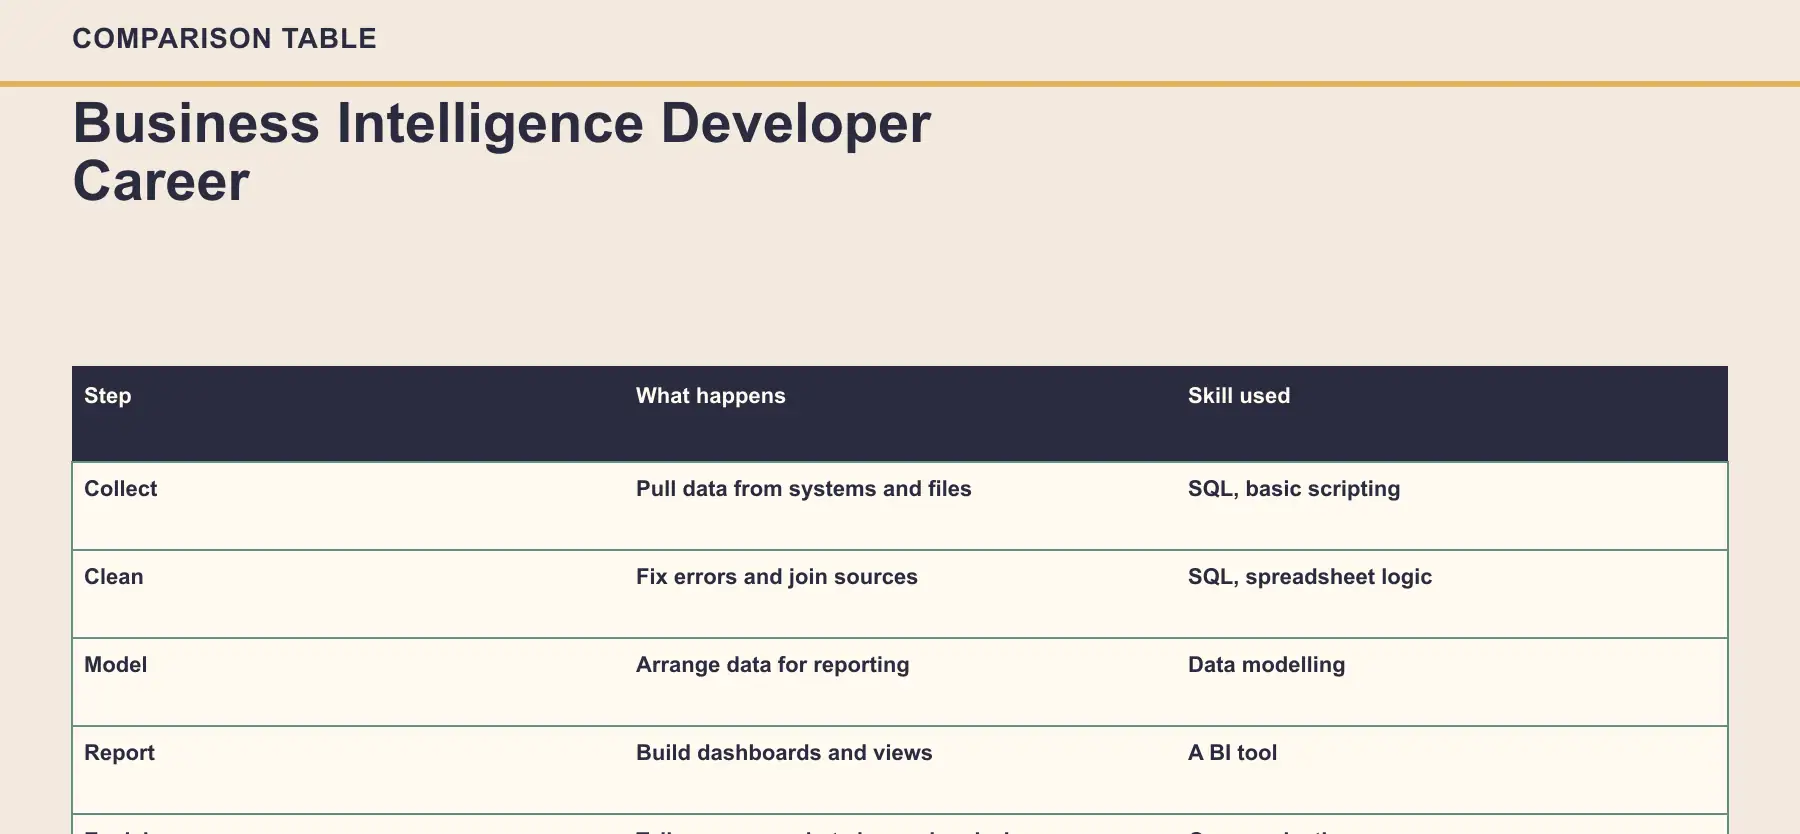 COMPARISON TABLE
Business Intelligence Developer
Career
Step What happens Skill used
Collect Pull data from systems and files SQL, basic scripting
Clean Fix errors and join sources SQL, spreadsheet logic
Model Arrange data for reporting Data modelling
Report Build dashboards and views A BI tool